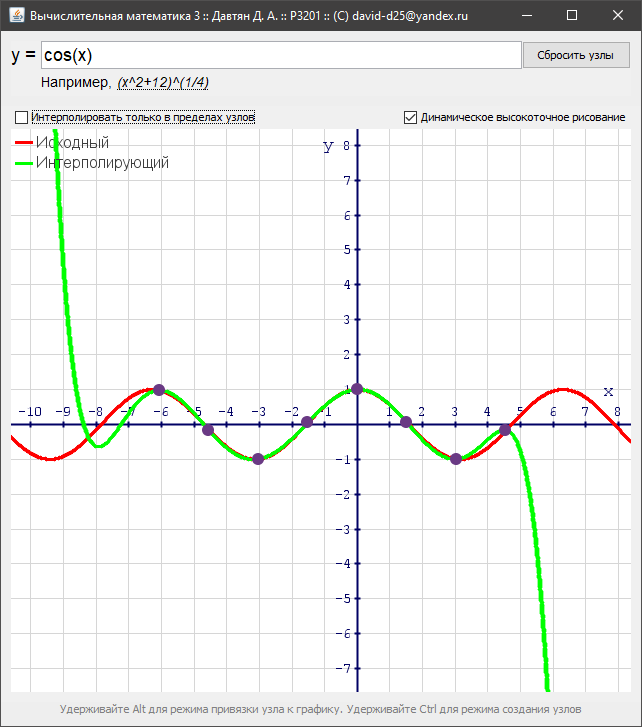 Вычислительная математика 3 :: Давтян Д. А. :: P3201 :: (C) david-d25@yandex.ru
y = cos(x) Сбросить узлы
Например, (x^2+12)^(1/4)
Интерполировать только в пределах узлов Динамическое высокоточное рисование
Исходный
Интерполирующий
y
8
7
6
5
4
3
2
1
x
-10 -9 -8 -7 -6 -5 -4 -3 -2 -1 1 2 3 4 5 6 7 8
-1
-2
-3
-4
-5
-6
-7
Удерживайте Alt для режима привязки узла к графику. Удерживайте Ctrl для режима создания узлов